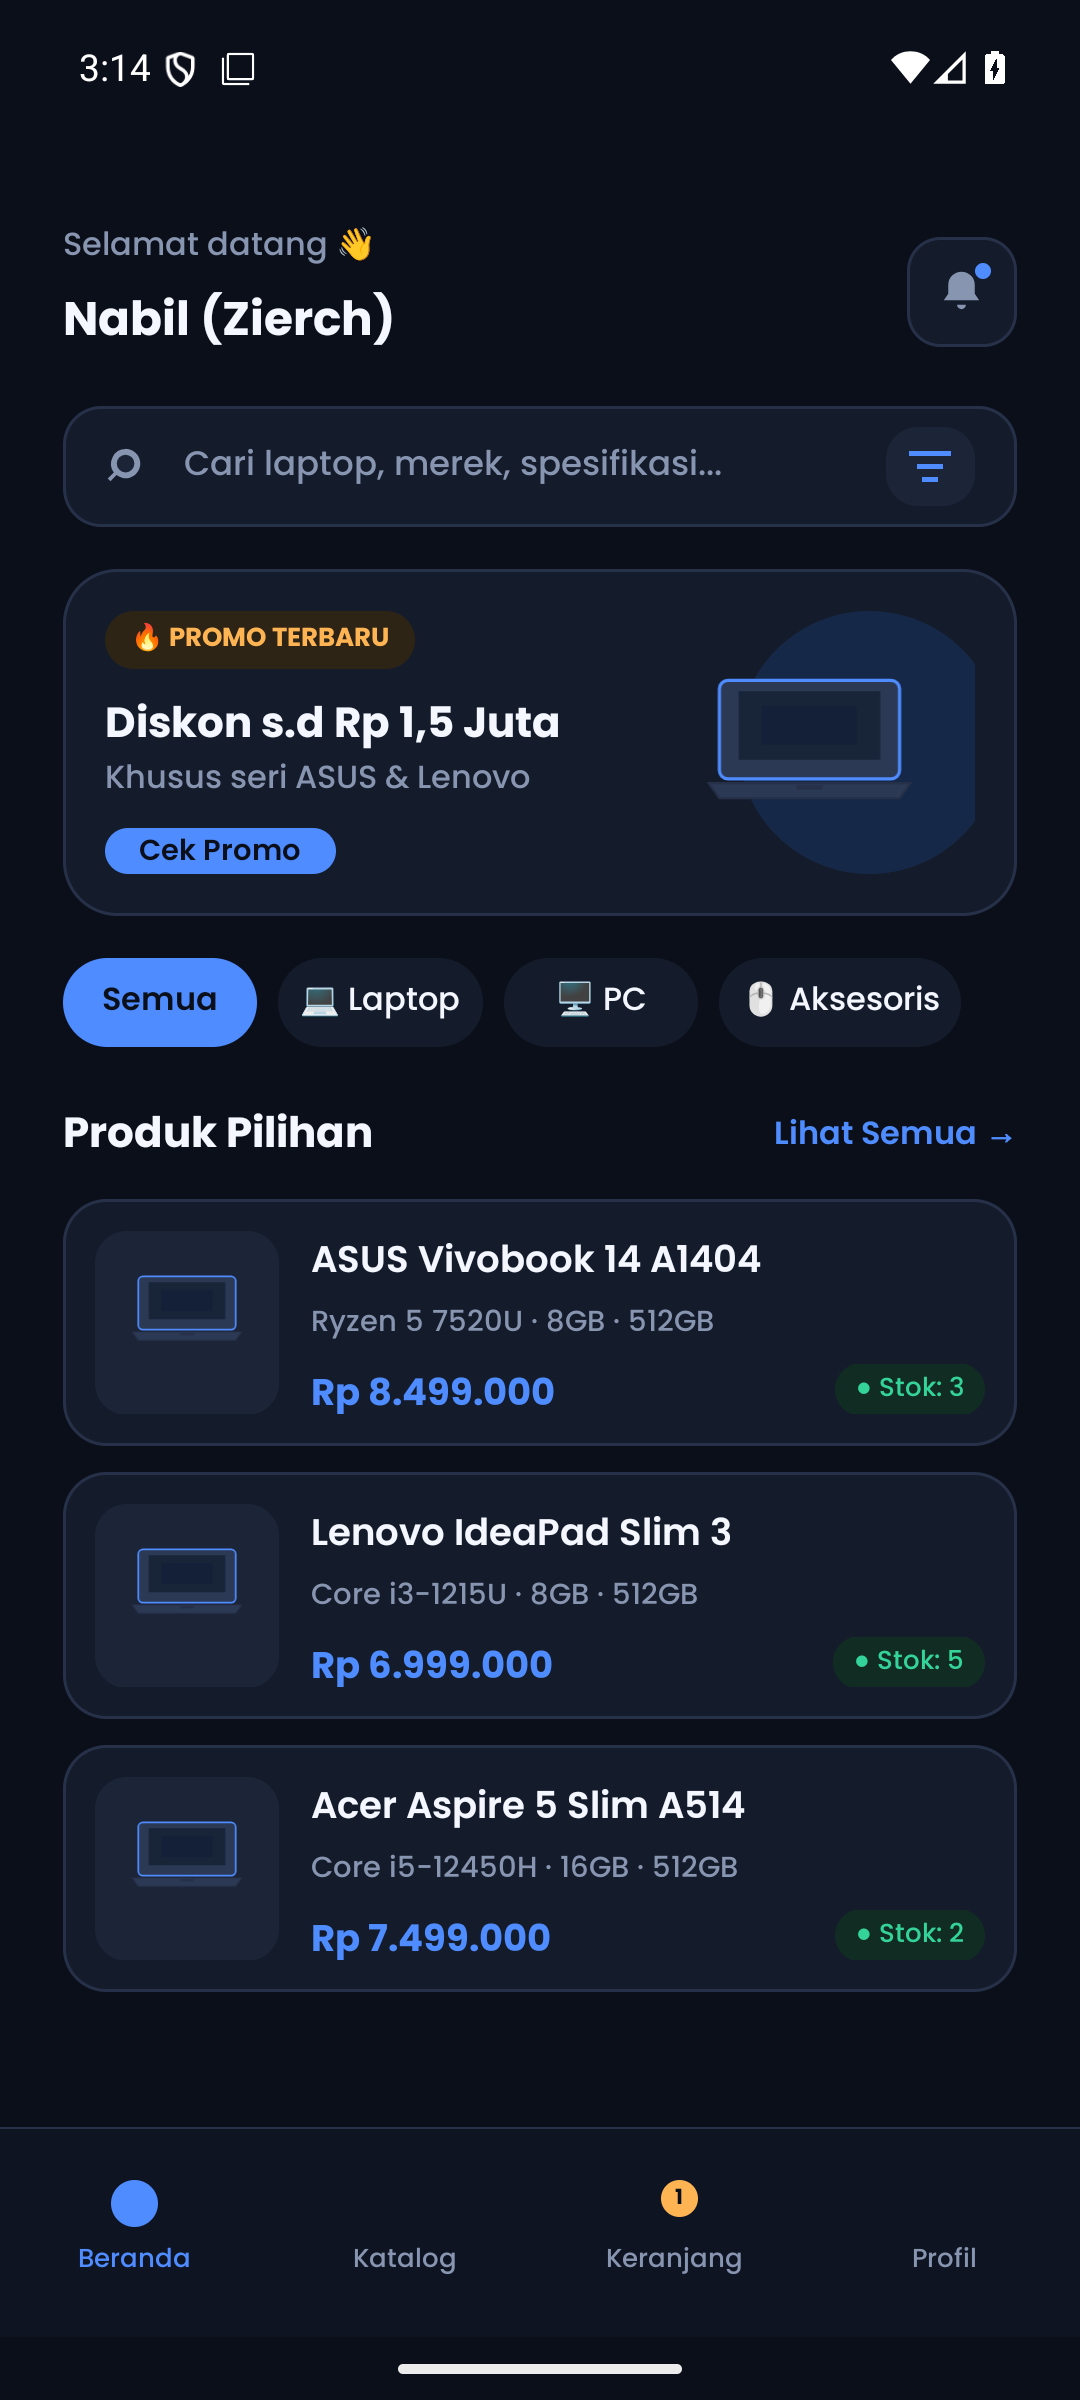 3:14
Selamat datang 👋
Nabil (Zierch)
Cari laptop, merek, spesifikasi...
🔥 PROMO TERBARU
Diskon s.d Rp 1,5 Juta
Khusus seri ASUS & Lenovo
Cek Promo
Semua
💻 Laptop
🖥️ PC
🖱️ Aksesoris
Produk Pilihan
Lihat Semua →
ASUS Vivobook 14 A1404
Ryzen 5 7520U · 8GB · 512GB
Rp 8.499.000
● Stok: 3
Lenovo IdeaPad Slim 3
Core i3-1215U · 8GB · 512GB
Rp 6.999.000
● Stok: 5
Acer Aspire 5 Slim A514
Core i5-12450H · 16GB · 512GB
Rp 7.499.000
● Stok: 2
1
Beranda
Katalog
Keranjang
Profil